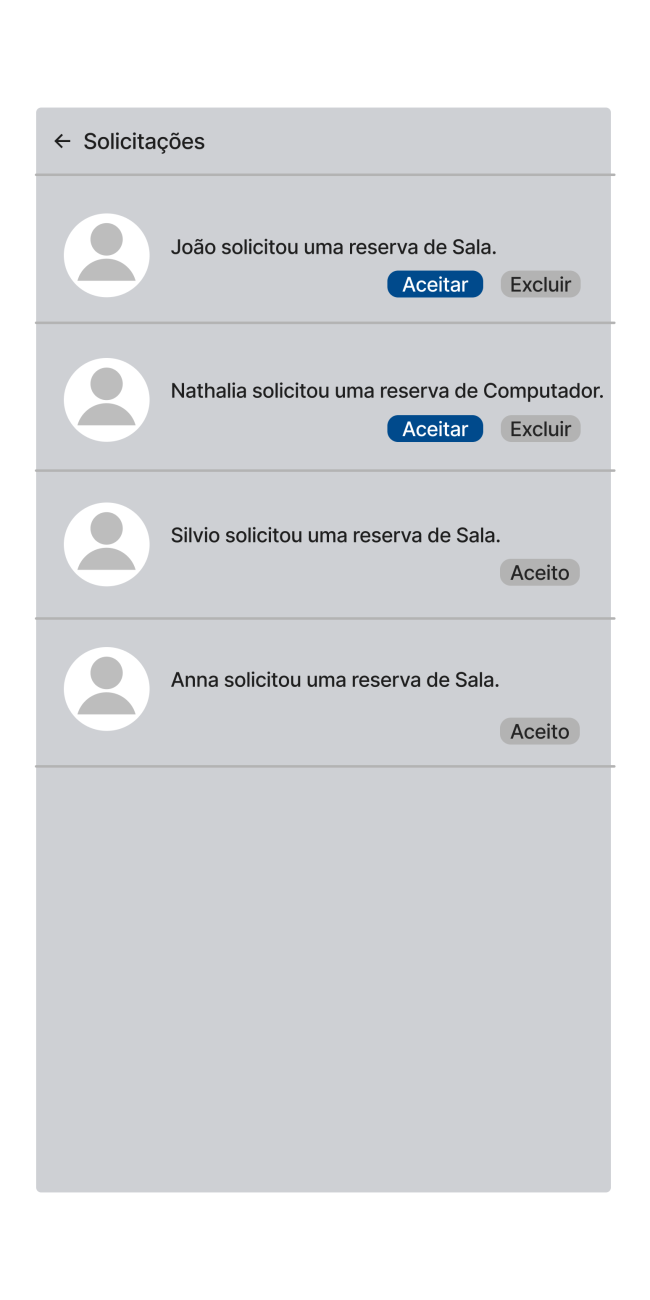 ← Solicitações
João solicitou uma reserva de Sala.
Aceitar Excluir
Nathalia solicitou uma reserva de Computador.
Aceitar Excluir
Silvio solicitou uma reserva de Sala.
Aceito
Anna solicitou uma reserva de Sala.
Aceito